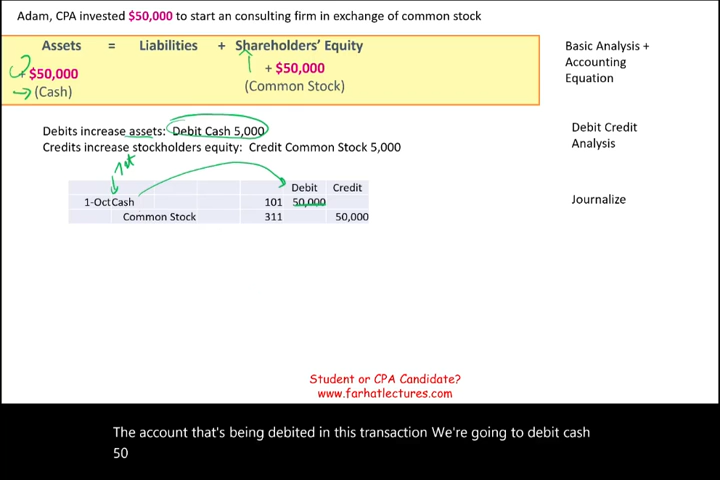 Adam, CPA invested $50,000 to start an consulting firm in exchange of common stock
Assets = Liabilities + Shareholders' Equity
+ $50,000 + $50,000
(Cash) (Common Stock)
Basic Analysis +
Accounting
Equation
Debits increase assets: Debit Cash 5,000
Credits increase stockholders equity: Credit Common Stock 5,000
Debit Credit
Analysis
1st
Debit Credit
1-Oct Cash 101 50,000
Common Stock 311 50,000
Journalize
Student or CPA Candidate?
www.farhatlectures.com
The account that's being debited in this transaction We're going to debit cash
50